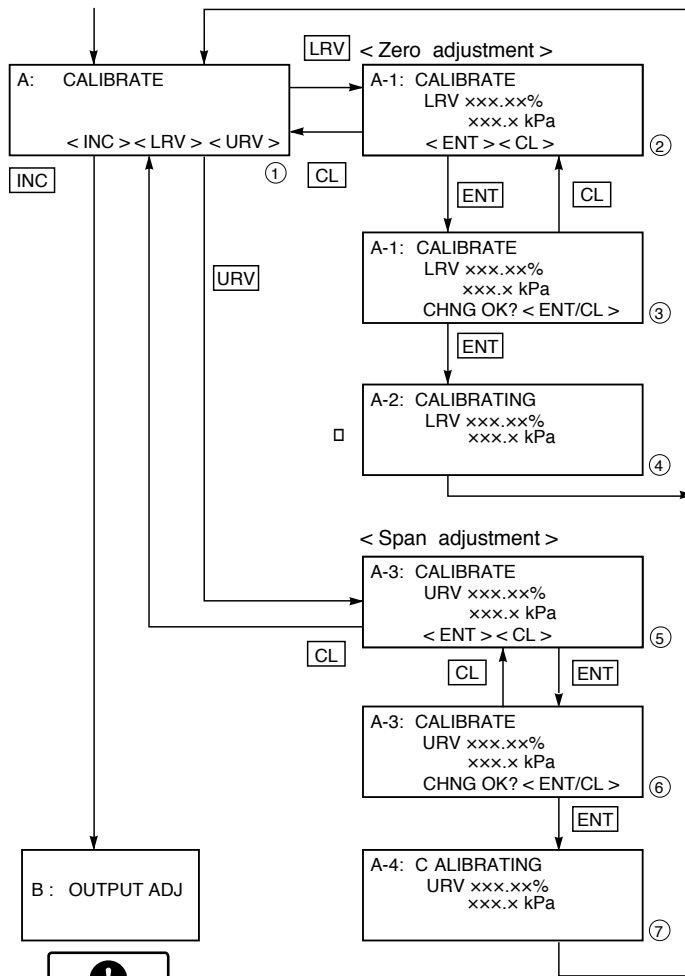 LRV < Zero adjustment >
A: CALIBRATE
< INC > < LRV > < URV >
①
INC
CL
A-1: CALIBRATE
LRV ×××.××%
×××.× kPa
< ENT > < CL >
②
ENT
CL
A-1: CALIBRATE
LRV ×××.××%
×××.× kPa
CHNG OK? < ENT/CL >
③
URV
ENT
A-2: CALIBRATING
LRV ×××.××%
×××.× kPa
④
< Span adjustment >
A-3: CALIBRATE
URV ×××.××%
×××.× kPa
< ENT > < CL >
⑤
CL
CL
ENT
A-3: CALIBRATE
URV ×××.××%
×××.× kPa
CHNG OK? < ENT/CL >
⑥
ENT
B : OUTPUT ADJ
A-4: C ALIBRATING
URV ×××.××%
×××.× kPa
⑦